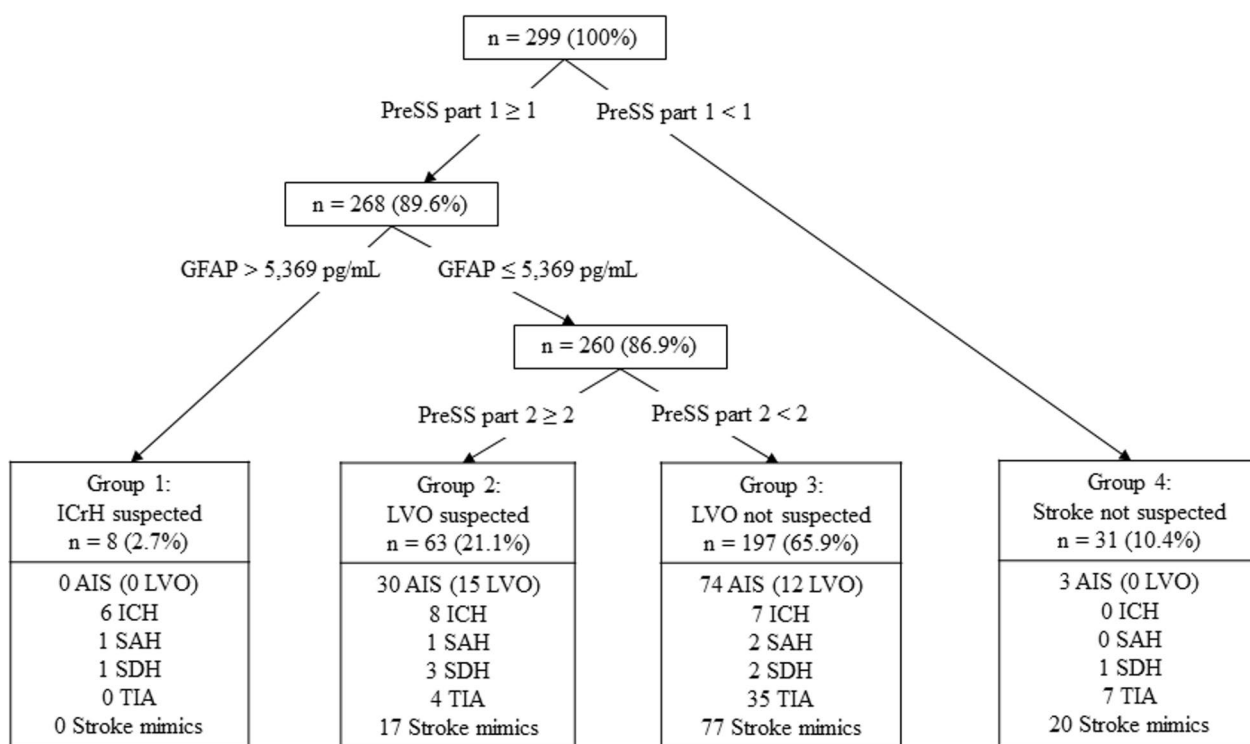 n = 299 (100%)
PreSS part 1 ≥ 1
PreSS part 1 < 1
n = 268 (89.6%)
GFAP > 5,369 pg/mL
GFAP ≤ 5,369 pg/mL
n = 260 (86.9%)
PreSS part 2 ≥ 2
PreSS part 2 < 2
Group 1:
ICrH suspected
n = 8 (2.7%)
0 AIS (0 LVO)
6 ICH
1 SAH
1 SDH
0 TIA
0 Stroke mimics
Group 2:
LVO suspected
n = 63 (21.1%)
30 AIS (15 LVO)
8 ICH
1 SAH
3 SDH
4 TIA
17 Stroke mimics
Group 3:
LVO not suspected
n = 197 (65.9%)
74 AIS (12 LVO)
7 ICH
2 SAH
2 SDH
35 TIA
77 Stroke mimics
Group 4:
Stroke not suspected
n = 31 (10.4%)
3 AIS (0 LVO)
0 ICH
0 SAH
1 SDH
7 TIA
20 Stroke mimics